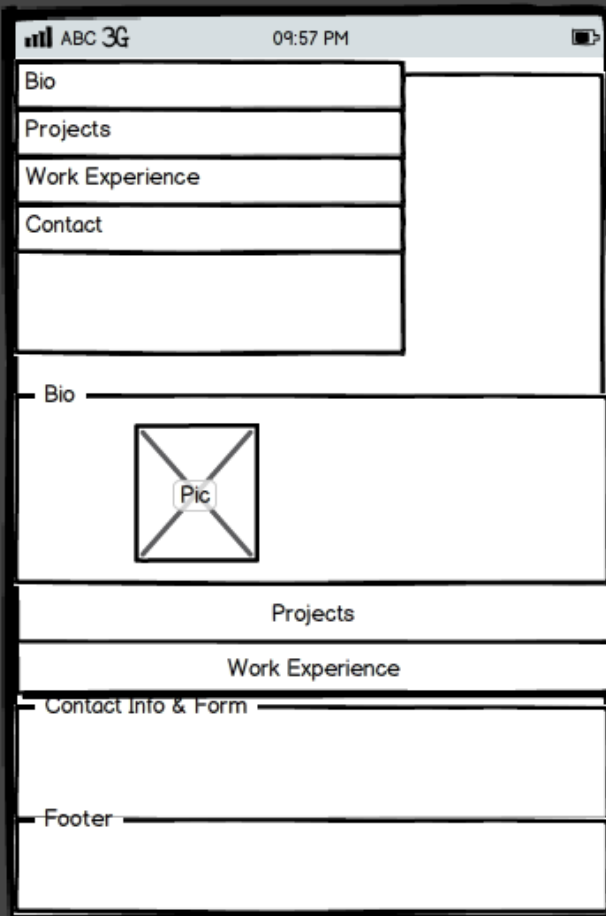 ABC 3G 09:57 PM
Bio
Projects
Work Experience
Contact
Bio
Pic
Projects
Work Experience
Contact Info & Form
Footer